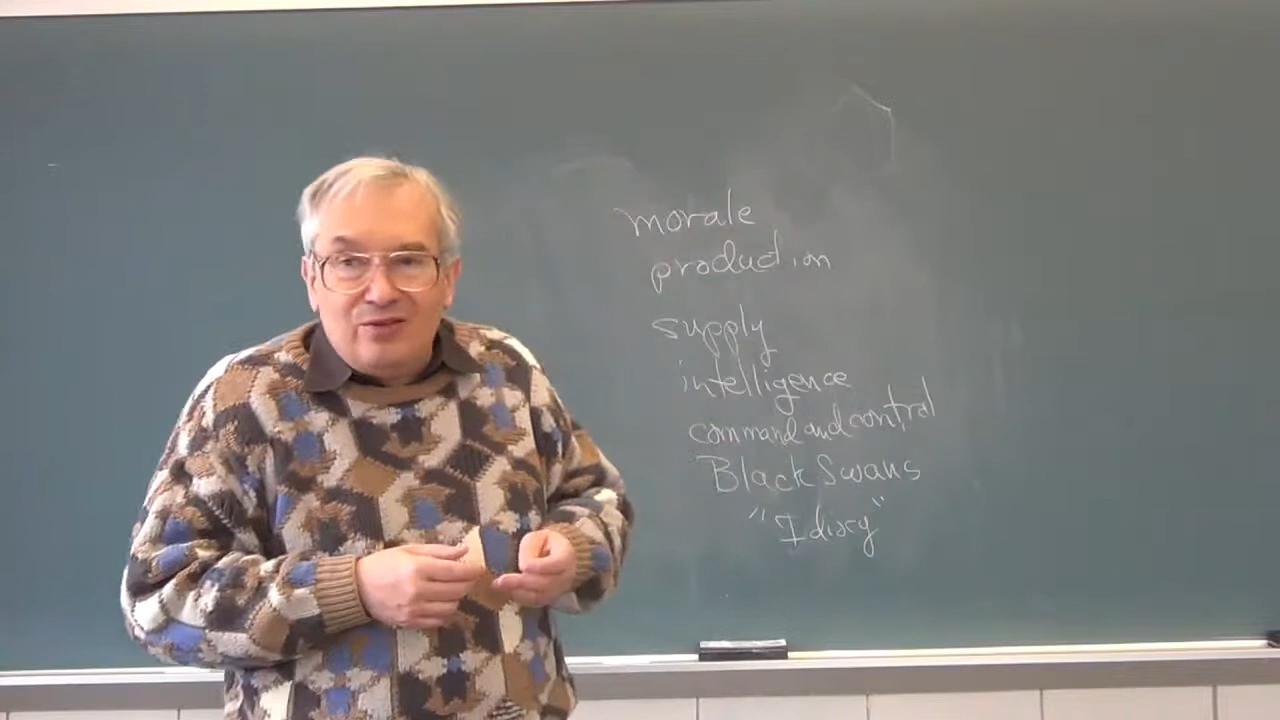 morale
production
supply
intelligence
command and control
Black Swans
"Idiocy"